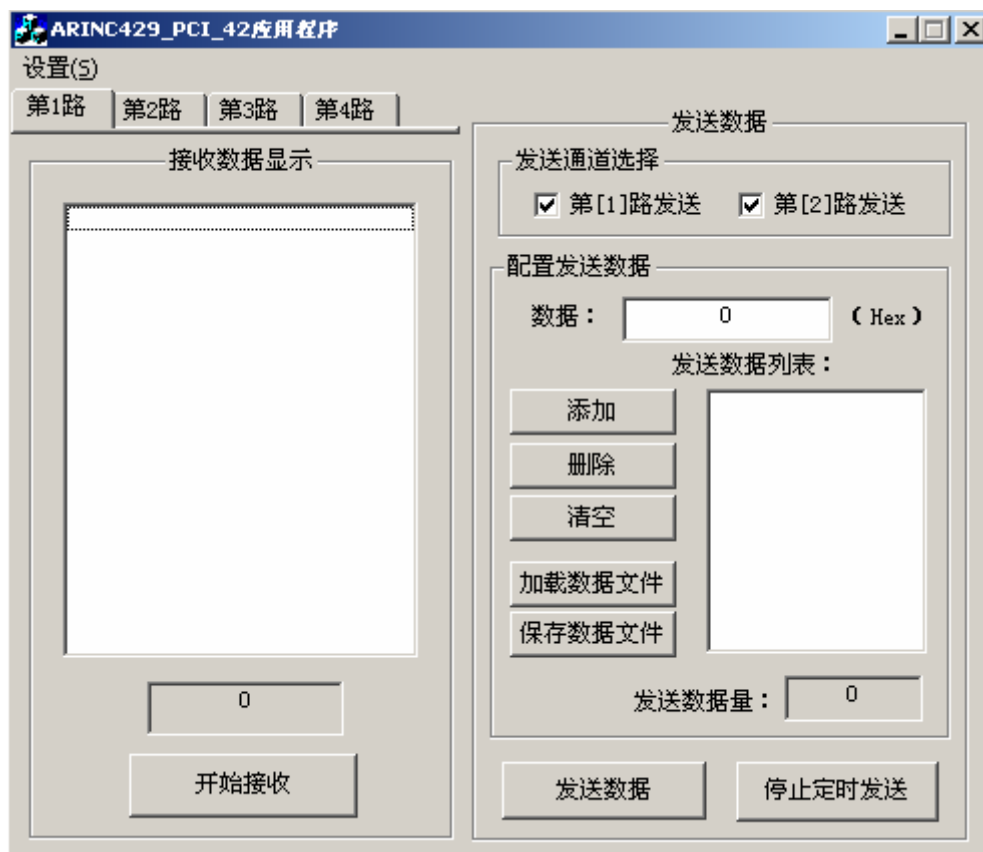 ARINC429_PCI_42应用程序
设置(S)
第1路 第2路 第3路 第4路
接收数据显示
0
开始接收
发送数据
发送通道选择
第[1]路发送 第[2]路发送
配置发送数据
数据： 0 (Hex)
发送数据列表：
添加
删除
清空
加载数据文件
保存数据文件
发送数据量： 0
发送数据 停止定时发送